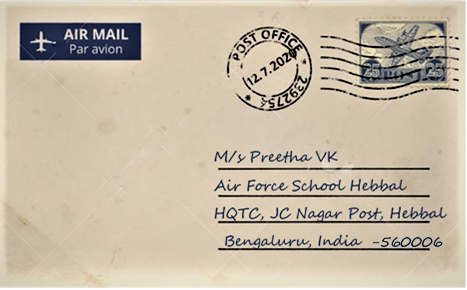 AIR MAIL
Par avion
POST OFFICE
12.7.2020
2392754
25 25
M/s Preetha VK
Air Force School Hebbal
HQTC, JC Nagar Post, Hebbal
Bengaluru, India -560006